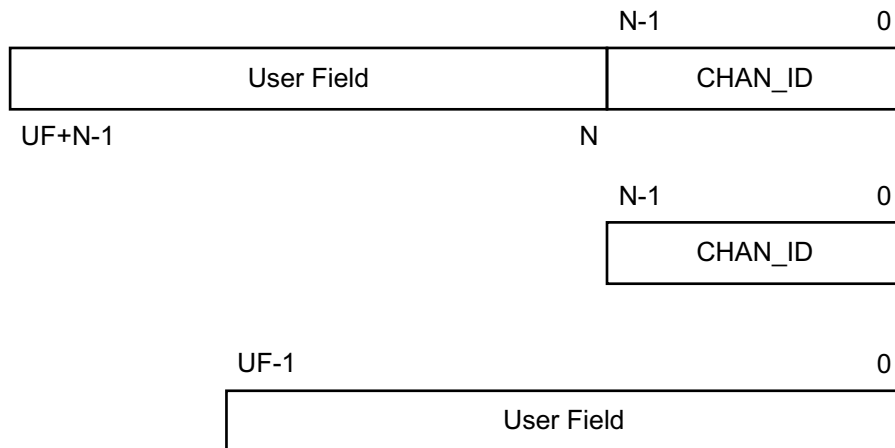 N-1 0
User Field CHAN_ID
UF+N-1 N
N-1 0
CHAN_ID
UF-1 0
User Field